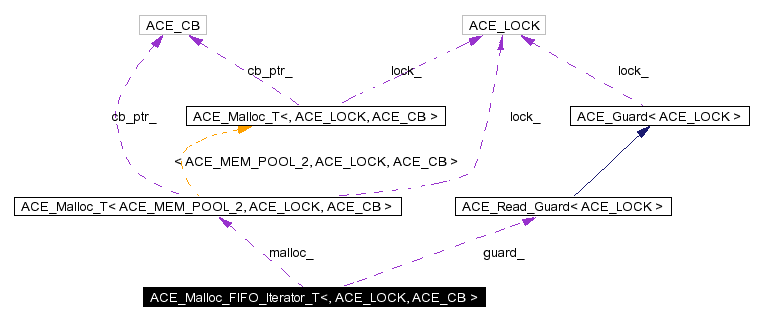 ACE_CB
ACE_LOCK
cb_ptr_
lock_
lock_
ACE_Malloc_T<, ACE_LOCK, ACE_CB >
ACE_Guard< ACE_LOCK >
cb_ptr_
lock_
< ACE_MEM_POOL_2, ACE_LOCK, ACE_CB >
ACE_Malloc_T< ACE_MEM_POOL_2, ACE_LOCK, ACE_CB >
ACE_Read_Guard< ACE_LOCK >
malloc_
guard_
ACE_Malloc_FIFO_Iterator_T<, ACE_LOCK, ACE_CB >